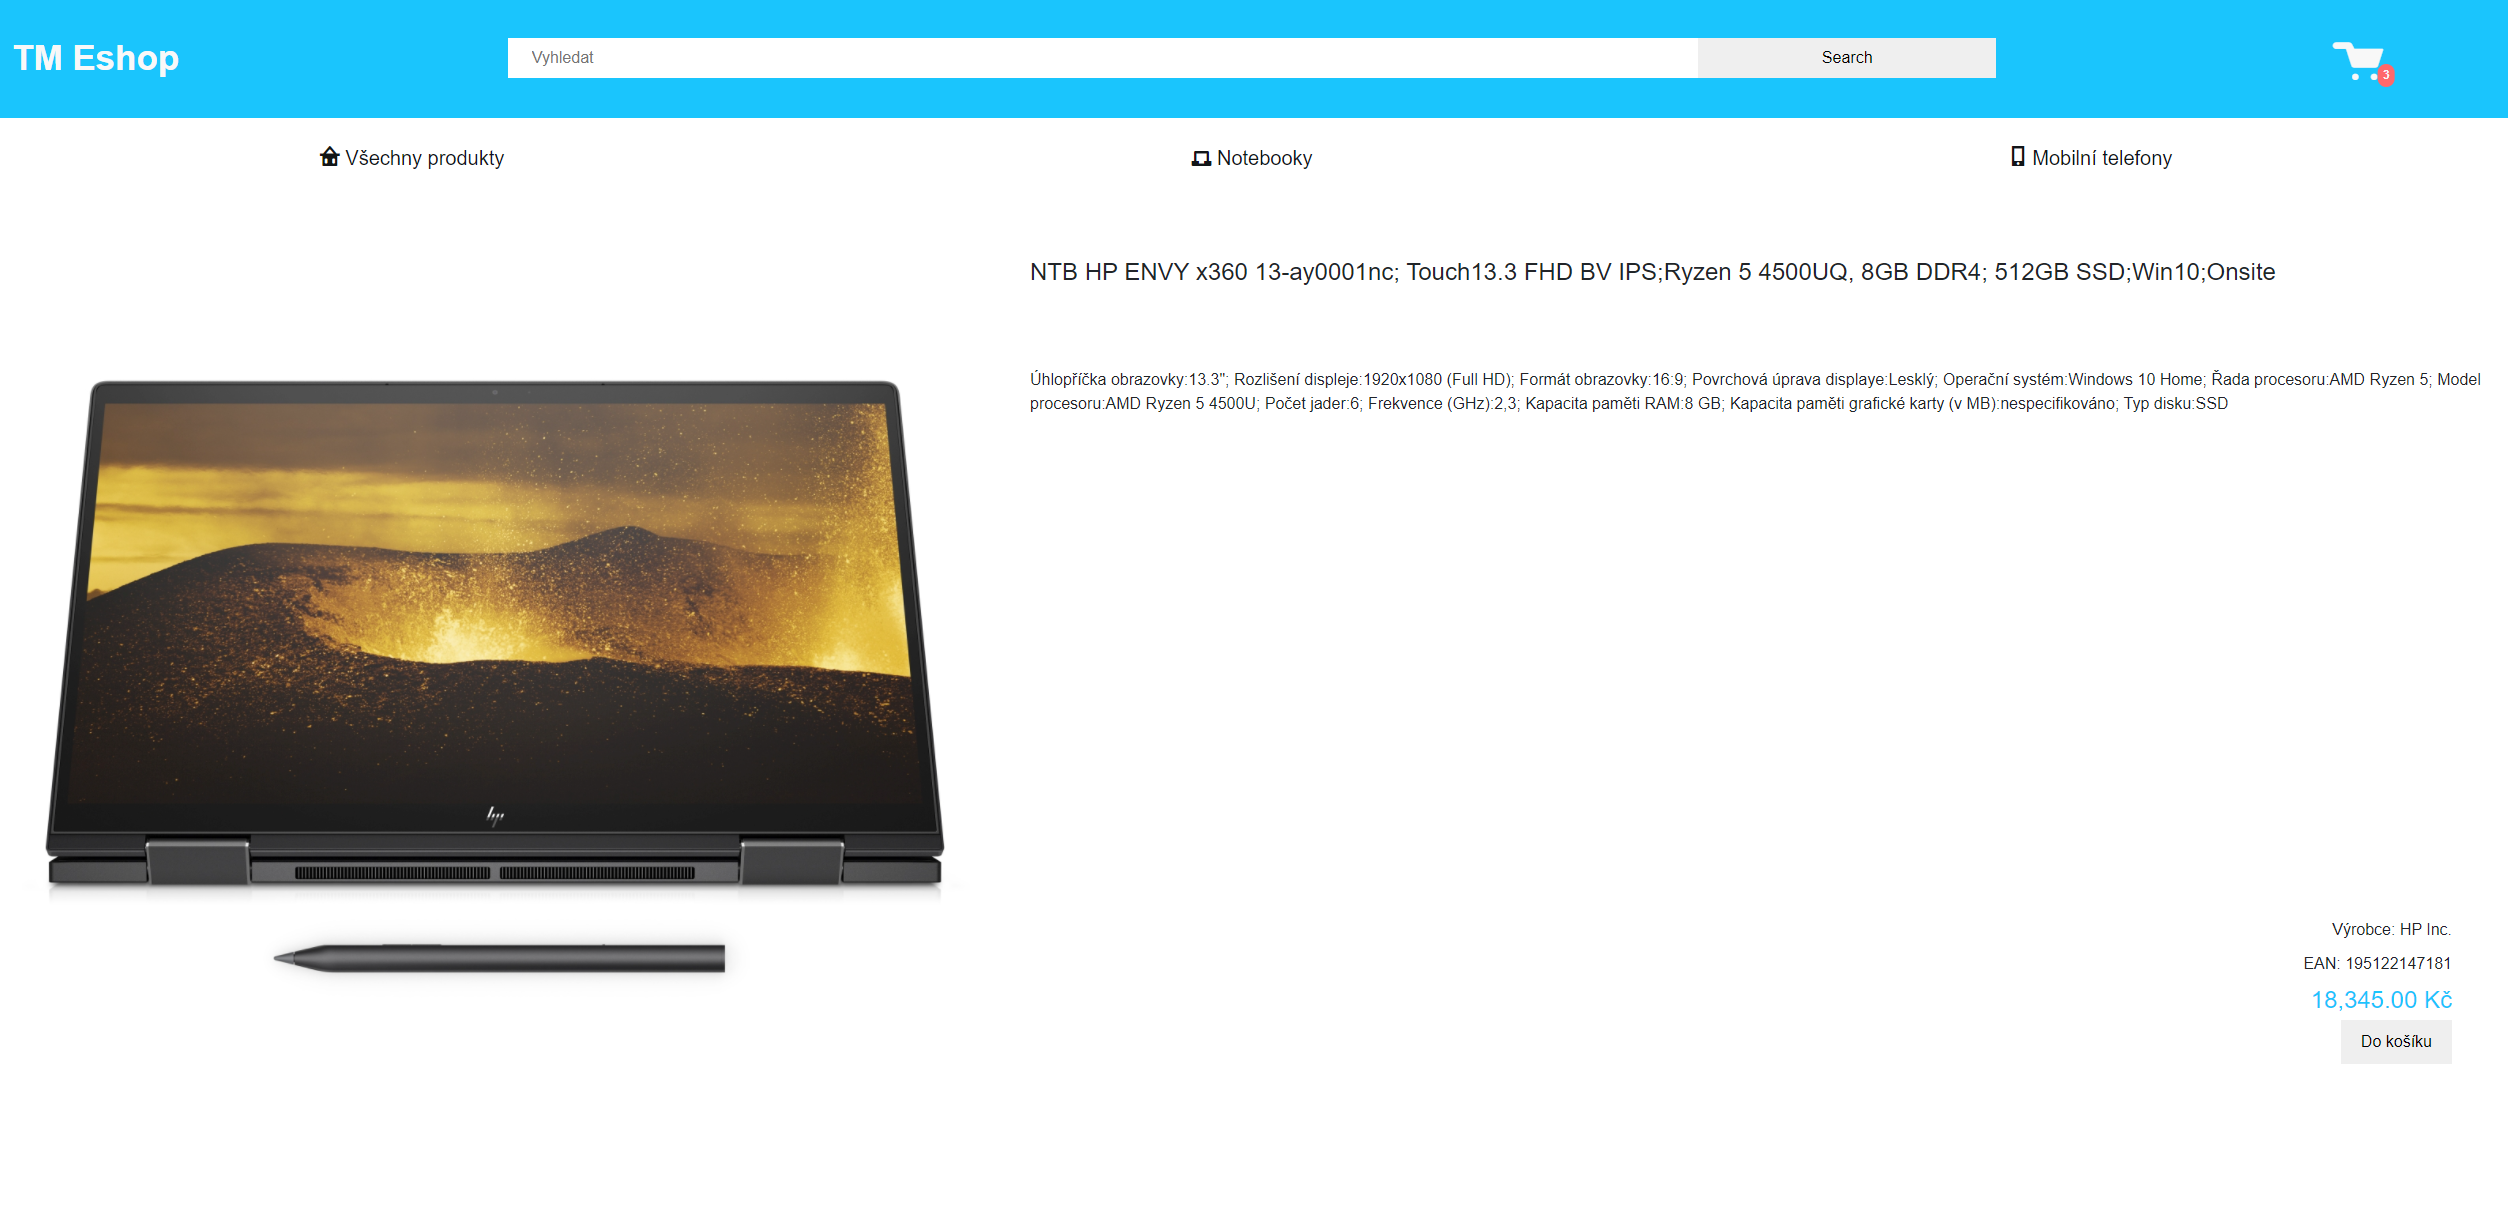 TM Eshop
Vyhledat
Search
3
Všechny produkty
Notebooky
Mobilní telefony
NTB HP ENVY x360 13-ay0001nc; Touch13.3 FHD BV IPS;Ryzen 5 4500UQ, 8GB DDR4; 512GB SSD;Win10;Onsite
Úhlopříčka obrazovky:13.3"; Rozlišení displeje:1920x1080 (Full HD); Formát obrazovky:16:9; Povrchová úprava displaye:Lesklý; Operační systém:Windows 10 Home; Řada procesoru:AMD Ryzen 5; Model
procesoru:AMD Ryzen 5 4500U; Počet jader:6; Frekvence (GHz):2,3; Kapacita paměti RAM:8 GB; Kapacita paměti grafické karty (v MB):nespecifikováno; Typ disku:SSD
hp
Výrobce: HP Inc.
EAN: 195122147181
18,345.00 Kč
Do košíku